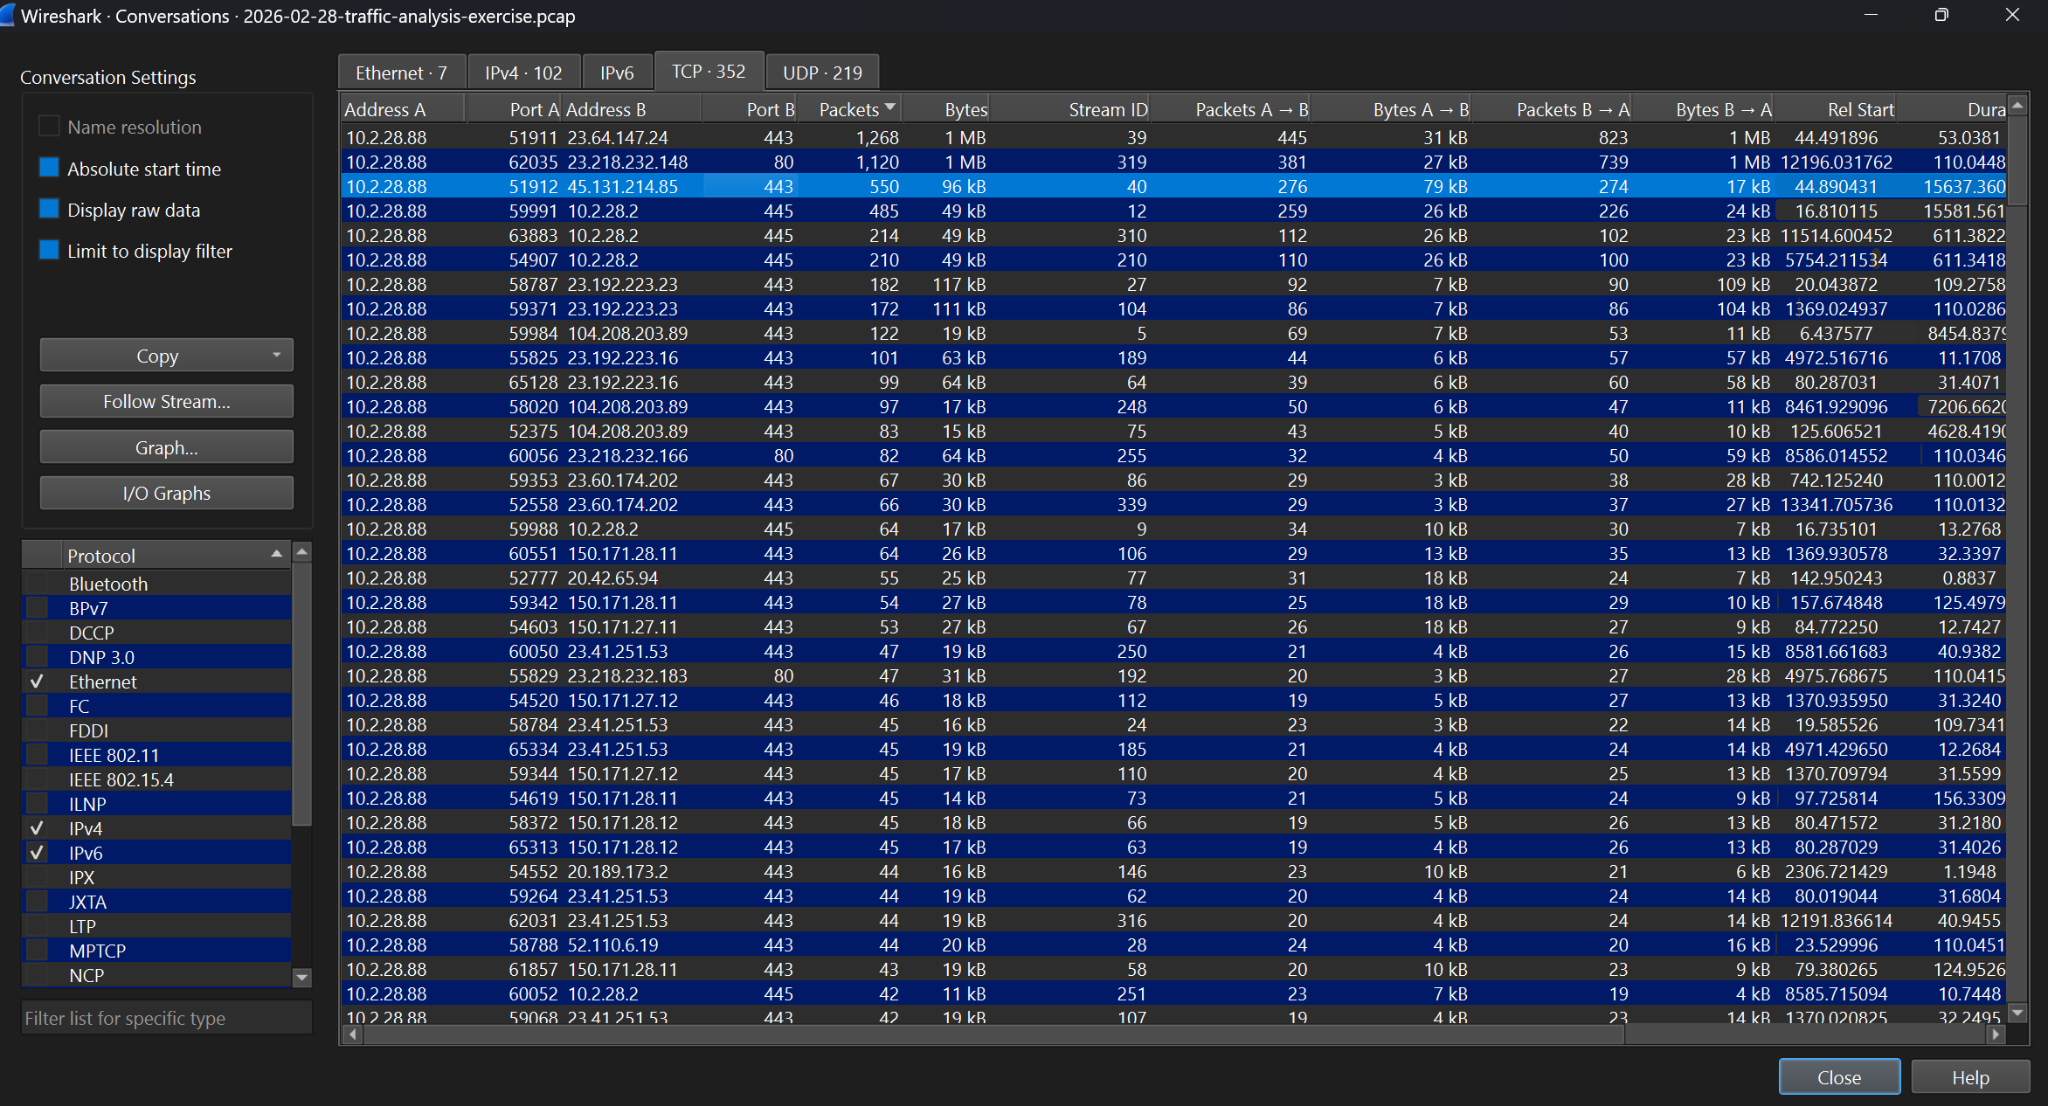 Wireshark · Conversations · 2026-02-28-traffic-analysis-exercise.pcap
Conversation Settings
Name resolution
Absolute start time
Display raw data
Limit to display filter
Copy
Follow Stream...
Graph...
I/O Graphs
Protocol
Bluetooth
BPv7
DCCP
DNP 3.0
Ethernet
FC
FDDI
IEEE 802.11
IEEE 802.15.4
ILNP
IPv4
IPv6
IPX
JXTA
LTP
MPTCP
NCP
Filter list for specific type
Ethernet · 7 IPv4 · 102 IPv6 TCP · 352 UDP · 219
Address A Port A Address B Port B Packets Bytes Stream ID Packets A → B Bytes A → B Packets B → A Bytes B → A Rel Start Dura
10.2.28.88 51911 23.64.147.24 443 1,268 1 MB 39 445 31 kB 823 1 MB 44.491896 53.0381
10.2.28.88 62035 23.218.232.148 80 1,120 1 MB 319 381 27 kB 739 1 MB 12196.031762 110.0448
10.2.28.88 51912 45.131.214.85 443 550 96 kB 40 276 79 kB 274 17 kB 44.890431 15637.360
10.2.28.88 59991 10.2.28.2 445 485 49 kB 12 259 26 kB 226 24 kB 16.810115 15581.561
10.2.28.88 63883 10.2.28.2 445 214 49 kB 310 112 26 kB 102 23 kB 11514.600452 611.3822
10.2.28.88 54907 10.2.28.2 445 210 49 kB 210 110 26 kB 100 23 kB 5754.211534 611.3418
10.2.28.88 58787 23.192.223.23 443 182 117 kB 27 92 7 kB 90 109 kB 20.043872 109.2758
10.2.28.88 59371 23.192.223.23 443 172 111 kB 104 86 7 kB 86 104 kB 1369.024937 110.0286
10.2.28.88 59984 104.208.203.89 443 122 19 kB 5 69 7 kB 53 11 kB 6.437577 8454.8379
10.2.28.88 55825 23.192.223.16 443 101 63 kB 189 44 6 kB 57 57 kB 4972.516716 11.1708
10.2.28.88 65128 23.192.223.16 443 99 64 kB 64 39 6 kB 60 58 kB 80.287031 31.4071
10.2.28.88 58020 104.208.203.89 443 97 17 kB 248 50 6 kB 47 11 kB 8461.929096 7206.6620
10.2.28.88 52375 104.208.203.89 443 83 15 kB 75 43 5 kB 40 10 kB 125.606521 4628.4190
10.2.28.88 60056 23.218.232.166 80 82 64 kB 255 32 4 kB 50 59 kB 8586.014552 110.0346
10.2.28.88 59353 23.60.174.202 443 67 30 kB 86 29 3 kB 38 28 kB 742.125240 110.0012
10.2.28.88 52558 23.60.174.202 443 66 30 kB 339 29 3 kB 37 27 kB 13341.705736 110.0132
10.2.28.88 59988 10.2.28.2 445 64 17 kB 9 34 10 kB 30 7 kB 16.735101 13.2768
10.2.28.88 60551 150.171.28.11 443 64 26 kB 106 29 13 kB 35 13 kB 1369.930578 32.3397
10.2.28.88 52777 20.42.65.94 443 55 25 kB 77 31 18 kB 24 7 kB 142.950243 0.8837
10.2.28.88 59342 150.171.28.11 443 54 27 kB 78 25 18 kB 29 10 kB 157.674848 125.4979
10.2.28.88 54603 150.171.27.11 443 53 27 kB 67 26 18 kB 27 9 kB 84.772250 12.7427
10.2.28.88 60050 23.41.251.53 443 47 19 kB 250 21 4 kB 26 15 kB 8581.661683 40.9382
10.2.28.88 55829 23.218.232.183 80 47 31 kB 192 20 3 kB 27 28 kB 4975.768675 110.0415
10.2.28.88 54520 150.171.27.12 443 46 18 kB 112 19 5 kB 27 13 kB 1370.935950 31.3240
10.2.28.88 58784 23.41.251.53 443 45 16 kB 24 23 3 kB 22 14 kB 19.585526 109.7341
10.2.28.88 65334 23.41.251.53 443 45 19 kB 185 21 4 kB 24 14 kB 4971.429650 12.2684
10.2.28.88 59344 150.171.27.12 443 45 17 kB 110 20 4 kB 25 13 kB 1370.709794 31.5599
10.2.28.88 54619 150.171.28.11 443 45 14 kB 73 21 5 kB 24 9 kB 97.725814 156.3309
10.2.28.88 58372 150.171.28.12 443 45 18 kB 66 19 5 kB 26 13 kB 80.471572 31.2180
10.2.28.88 65313 150.171.28.12 443 45 17 kB 63 19 4 kB 26 13 kB 80.287029 31.4026
10.2.28.88 54552 20.189.173.2 443 44 16 kB 146 23 10 kB 21 6 kB 2306.721429 1.1948
10.2.28.88 59264 23.41.251.53 443 44 19 kB 62 20 4 kB 24 14 kB 80.019044 31.6804
10.2.28.88 62031 23.41.251.53 443 44 19 kB 316 20 4 kB 24 14 kB 12191.836614 40.9455
10.2.28.88 58788 52.110.6.19 443 44 20 kB 28 24 4 kB 20 16 kB 23.529996 110.0451
10.2.28.88 61857 150.171.28.11 443 43 19 kB 58 20 10 kB 23 9 kB 79.380265 124.9526
10.2.28.88 60052 10.2.28.2 445 42 11 kB 251 23 7 kB 19 4 kB 8585.715094 10.7448
10.2.28.88 59068 23.41.251.53 443 42 19 kB 107 19 4 kB 23 14 kB 1370.020825 32.2495
Close Help